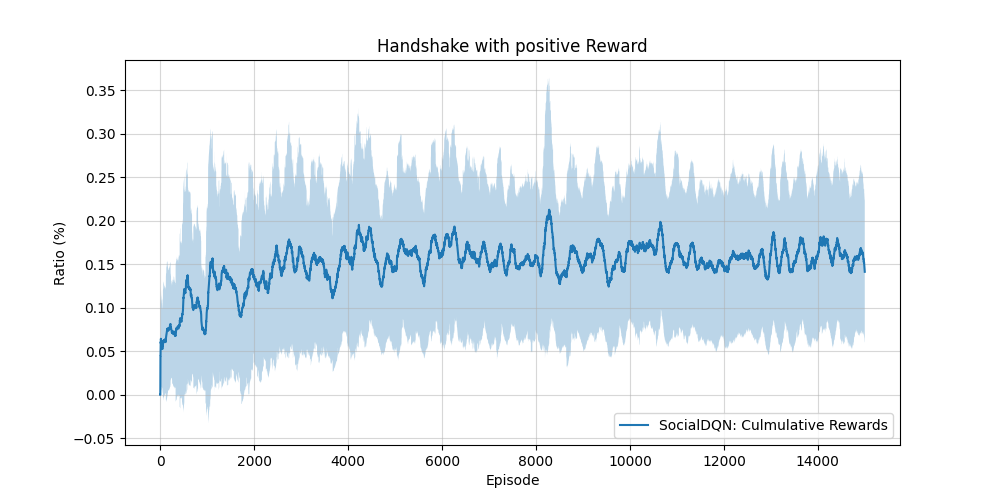 Handshake with positive Reward
Ratio (%)
0.35
0.30
0.25
0.20
0.15
0.10
0.05
0.00
−0.05
SocialDQN: Culmulative Rewards
0 2000 4000 6000 8000 10000 12000 14000
Episode